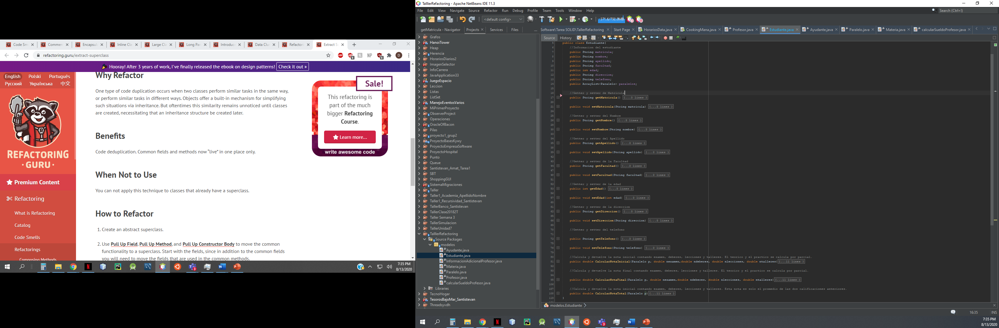 Code Sm
Commen
Encapsul
Inline Cla
Large Cla
Long Par
Introduc
Data Clu
Refactori
Extract S
refactoring.guru/extract-superclass
Hooray! After 3 years of work, I've finally released the ebook on design patterns! Check it out »
English Polski Português
Русский Українська 中文
REFACTORING
· GURU ·
Premium Content
Refactoring
What is Refactoring
Catalog
Code Smells
Refactorings
Composing Methods
Why Refactor
One type of code duplication occurs when two classes perform similar tasks in the same way,
or perform similar tasks in different ways. Objects offer a built-in mechanism for simplifying
such situations via inheritance. But oftentimes this similarity remains unnoticed until classes
are created, necessitating that an inheritance structure be created later.
Benefits
Code deduplication. Common fields and methods now “live” in one place only.
When Not to Use
You can not apply this technique to classes that already have a superclass.
How to Refactor
1. Create an abstract superclass.
2. Use Pull Up Field, Pull Up Method, and Pull Up Constructor Body to move the common
functionality to a superclass. Start with the fields, since in addition to the common fields
you will need to move the fields that are used in the common methods.
Sale!
This refactoring is
part of the much
bigger Refactoring
Course.
Learn more...
write awesome code
7:35 PM
8/13/2020
TalllerRefactoring - Apache NetBeans IDE 11.3
File Edit View Navigate Source Refactor Run Debug Profile Team Tools Window Help
Search (Ctrl+I)
<default config>
371.6/792.0MB
getMatricula - Navigator
Projects
Services
Files
Software\Tarea SOLID\TallerRefactoring
Start Page
HorariosData.java
CookingMana.java
Profesor.java
Estudiante.java
Ayudante.java
Paralelo.java
Materia.java
calcularSueldoProfesor.java
Source History
Grafos
HanoiTower
Heap
Herencia
HorariosDiarios2
ImagenSelector
InfoCarrera
JavaApplication33
JuegoEspacio
Leccion
Listas
ListSet
ManejoEventosVarios
MiPrimerProyecto
ObserverProject
Operaciones
OracleOfBacon
Pilas
proyecto1_grup2
ProyectoBasesKywy
ProyectoEmpresaSoftware
ProyectoHospital
Punto
Queue
Santistevan_Amat_Tarea1
SBT
ShoppingGUI
SistemaMigraciones
Taller
Taller1_Academia_ApellidoNombre
Taller1_Recursividad_Santistevan
TallerBanco_Santistevan
TallerClase20182T
Taller Semana 3
TallerSimulacion
TallerUnidad7
TalllerRefactoring
Source Packages
modelos
Ayudante.java
Estudiante.java
InformacionAdicionalProfesor.java
Materia.java
Paralelo.java
Profesor.java
calcularSueldoProfesor.java
Libraries
TecnoHogar
TesorosBajoMar_Santistevan
Threadsyvdh
5 public class Estudiante{
6 //Informacion del estudiante
7 public String matricula;
8 public String nombre;
9 public String apellido;
10 public String facultad;
11 public int edad;
12 public String direccion;
13 public String telefono;
14 public ArrayList<Paralelo> paralelos;
15
16 //Getter y setter de Matricula
17 public String getMatricula() {...3 lines }
20
21 public void setMatricula(String matricula) {...3 lines }
24
25 //Getter y setter del Nombre
26 public String getNombre() {...3 lines }
29
30 public void setNombre(String nombre) {...3 lines }
33
34 //Getter y setter del Apellido
35 public String getApellido() {...3 lines }
38
39 public void setApellido(String apellido) {...3 lines }
42
43 //Getter y setter de la Facultad
44 public String getFacultad() {...3 lines }
47
48 public void setFacultad(String facultad) {...3 lines }
51
52 //Getter y setter de la edad
53 public int getEdad() {...3 lines }
56
57 public void setEdad(int edad) {...3 lines }
60
61 //Getter y setter de la direccion
62 public String getDireccion() {...3 lines }
65
66 public void setDireccion(String direccion) {...3 lines }
69
70 //Getter y setter del telefono
71
72 public String getTelefono() {...3 lines }
75
76 public void setTelefono(String telefono) {...3 lines }
79
80 //Calcula y devuelve la nota inicial contando examen, deberes, lecciones y talleres. El teorico y el practico se calcula por parcial.
81 public double CalcularNotaInicial(Paralelo p, double nexamen,double ndeberes, double nlecciones, double ntalleres){...11 lines }
92
93 //Calcula y devuelve la nota final contando examen, deberes, lecciones y talleres. El teorico y el practico se calcula por parcial.
94
95 public double CalcularNotaFinal(Paralelo p, double nexamen,double ndeberes, double nlecciones, double ntalleres){...11 lines }
106
107 //Calcula y devuelve la nota inicial contando examen, deberes, lecciones y talleres. Esta nota es solo el promedio de las dos calificaciones anteriores.
108 public double CalcularNotaTotal(Paralelo p){...11 lines }
119 }
modelos.Estudiante
16:35 INS
7:35 PM
8/13/2020